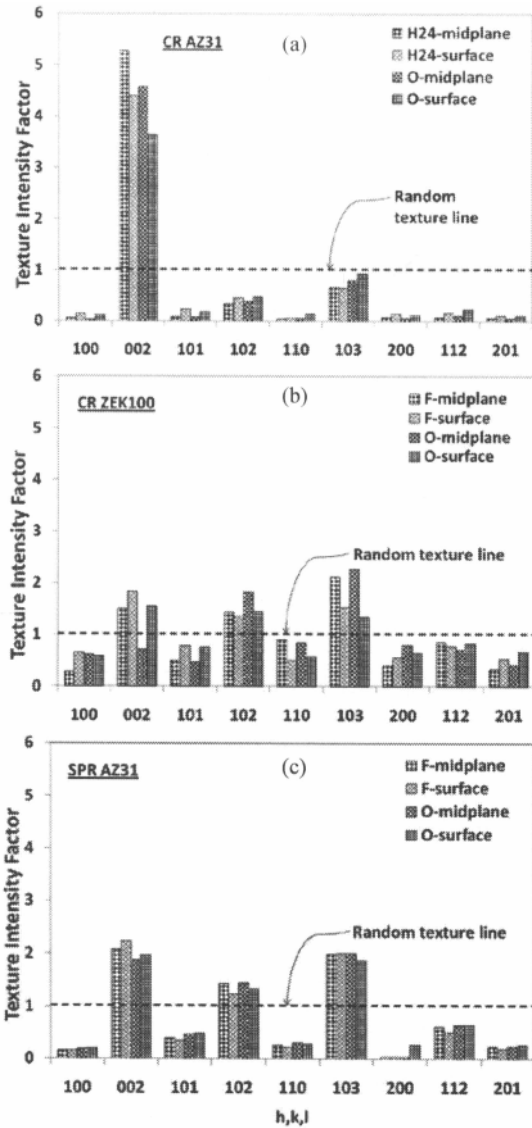 CR AZ31
(a)
H24-midplane
H24-surface
O-midplane
O-surface
Texture Intensity Factor
6
5
4
3
2
1
0
Random
texture line
100 002 101 102 110 103 200 112 201
CR ZEK100
(b)
F-midplane
F-surface
O-midplane
O-surface
Texture Intensity Factor
6
5
4
3
2
1
0
Random texture line
100 002 101 102 110 103 200 112 201
SPR AZ31
(c)
F-midplane
F-surface
O-midplane
O-surface
Texture Intensity Factor
6
5
4
3
2
1
0
Random texture line
100 002 101 102 110 103 200 112 201
h,k,l